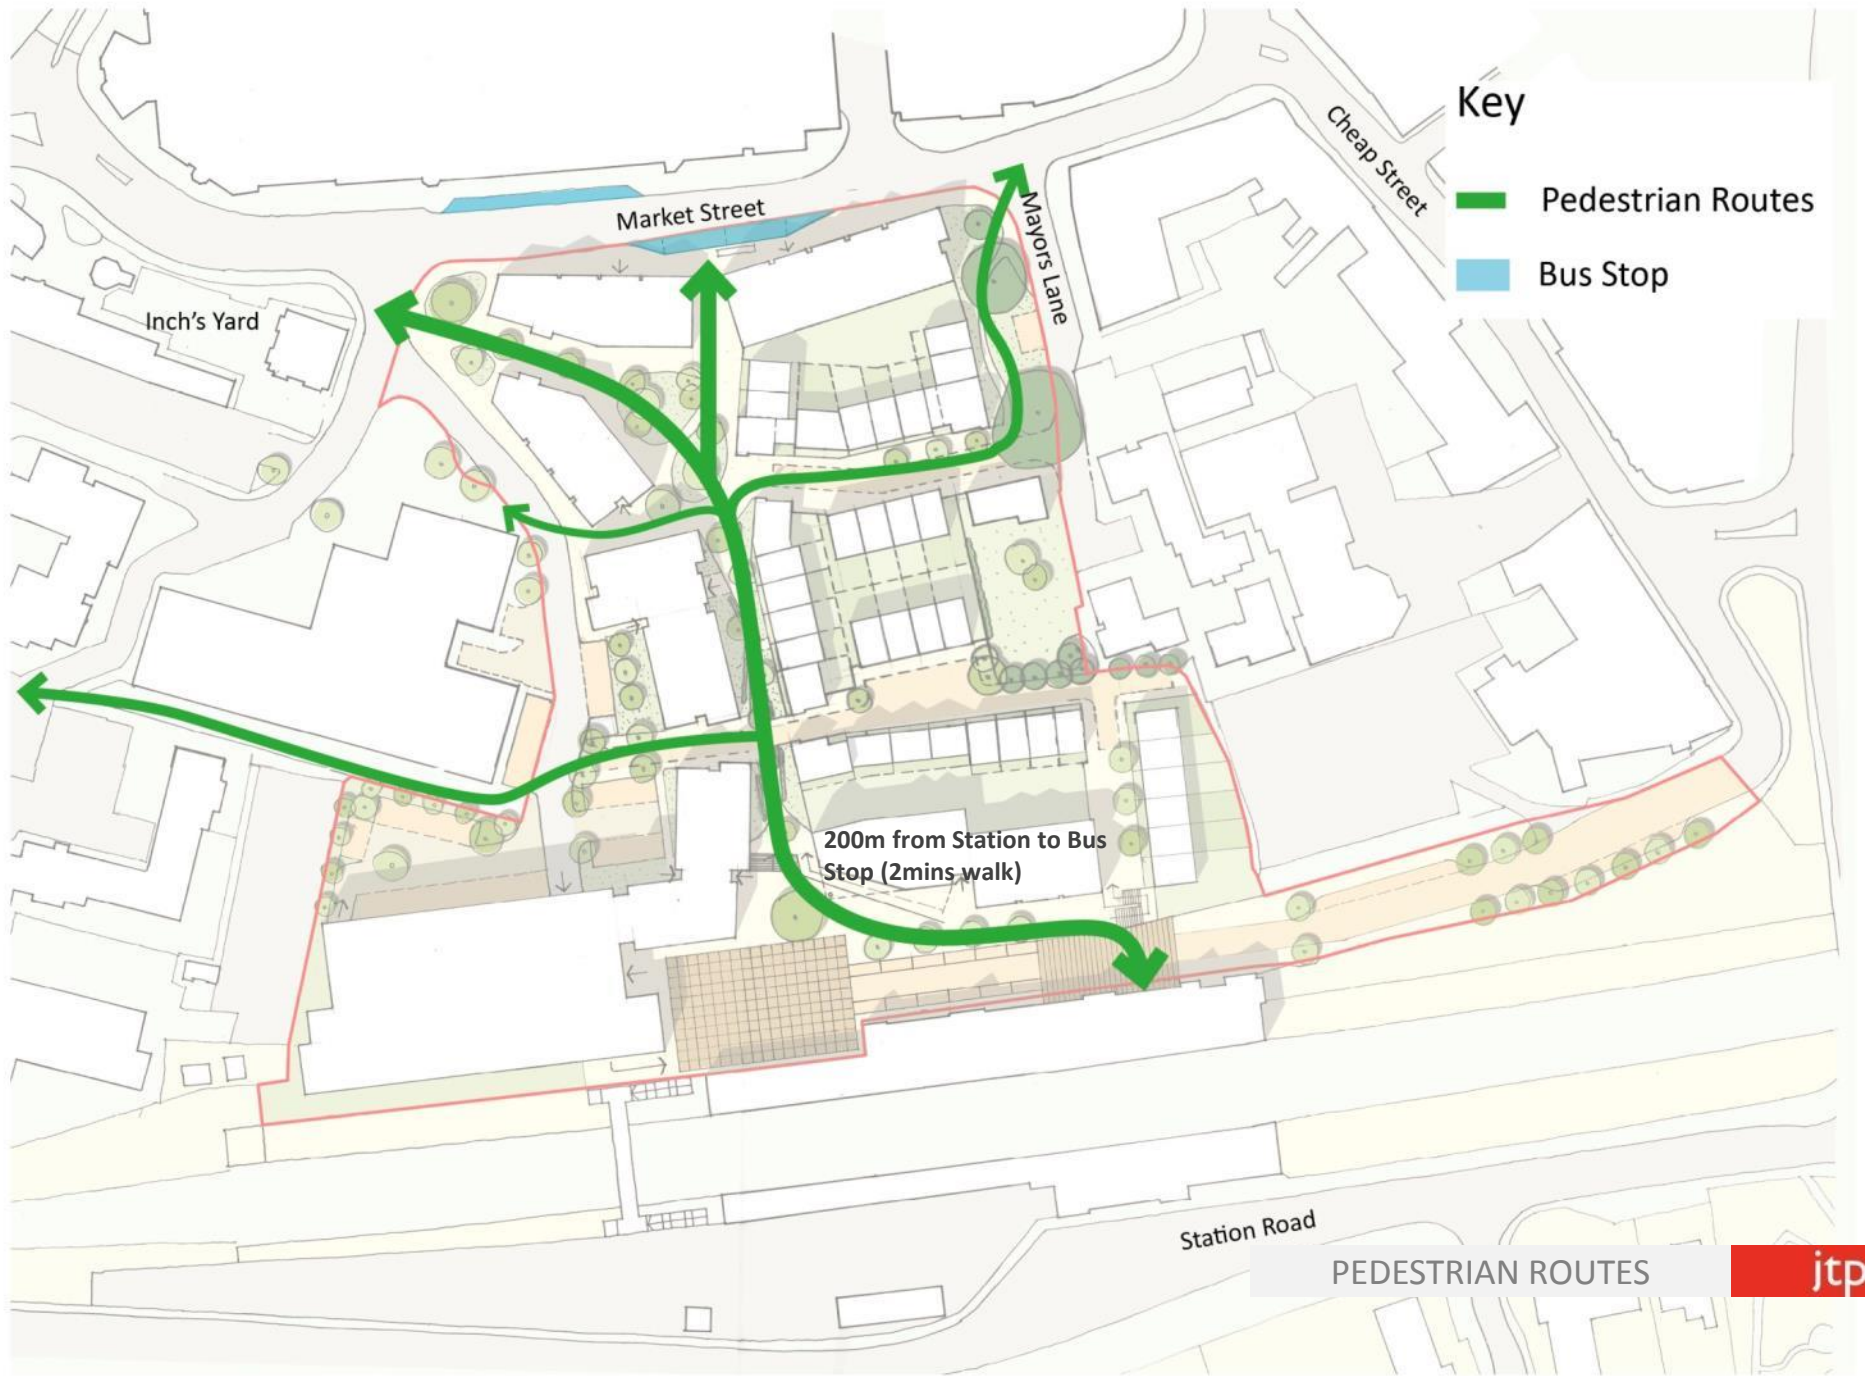 Key
Pedestrian Routes
Bus Stop
Cheap Street
Market Street
Mayors Lane
Inch's Yard
200m from Station to Bus
Stop (2mins walk)
Station Road
PEDESTRIAN ROUTES
jtp